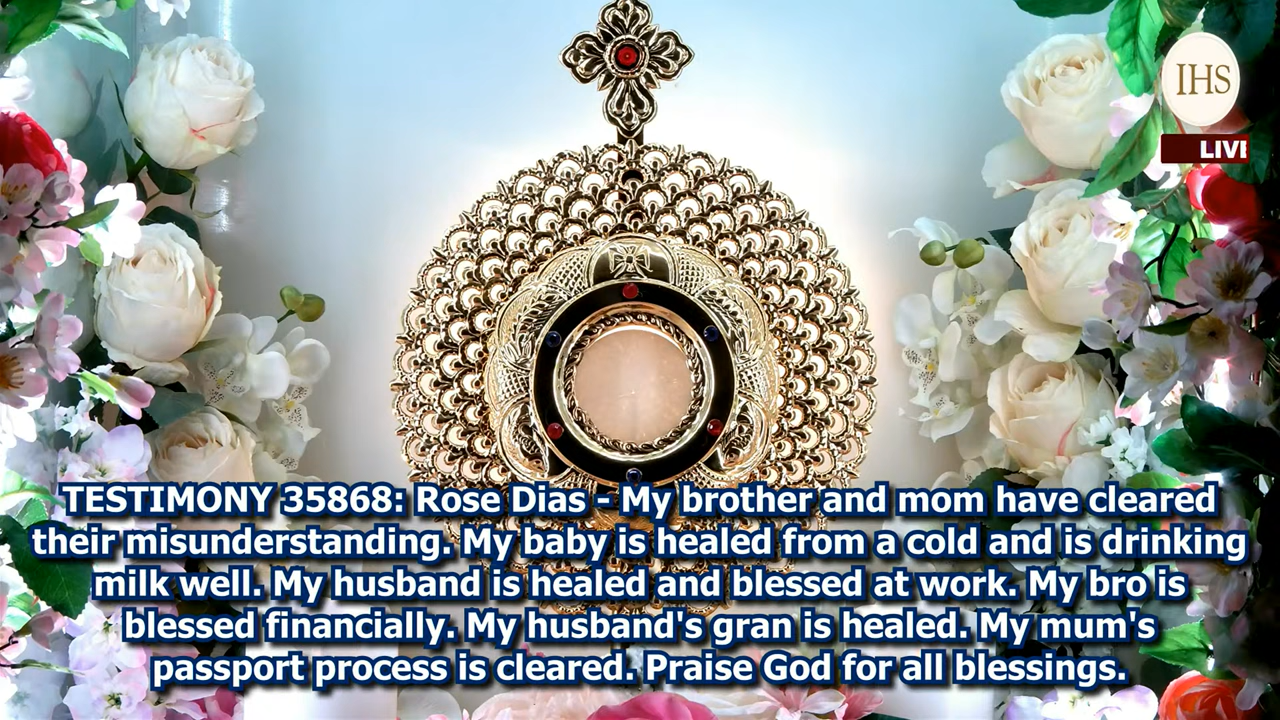 IHS
LIVE
TESTIMONY 35868: Rose Dias - My brother and mom have cleared
their misunderstanding. My baby is healed from a cold and is drinking
milk well. My husband is healed and blessed at work. My bro is
blessed financially. My husband's gran is healed. My mum's
passport process is cleared. Praise God for all blessings.